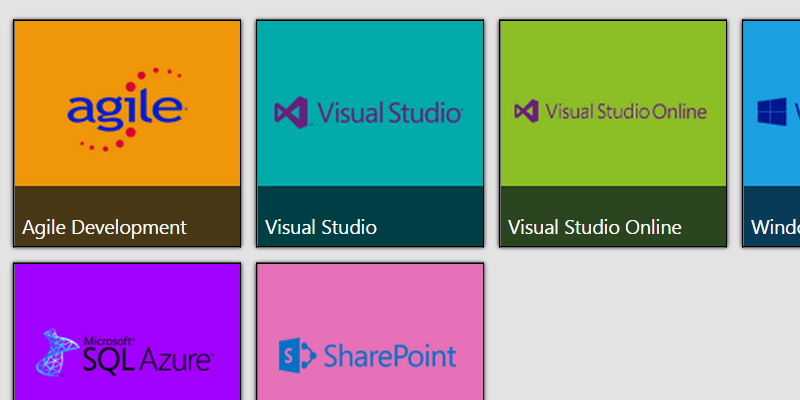 agile
Visual Studio
Visual Studio Online
Agile Development
Visual Studio
Visual Studio Online
Windo
Microsoft
SQL Azure
SharePoint